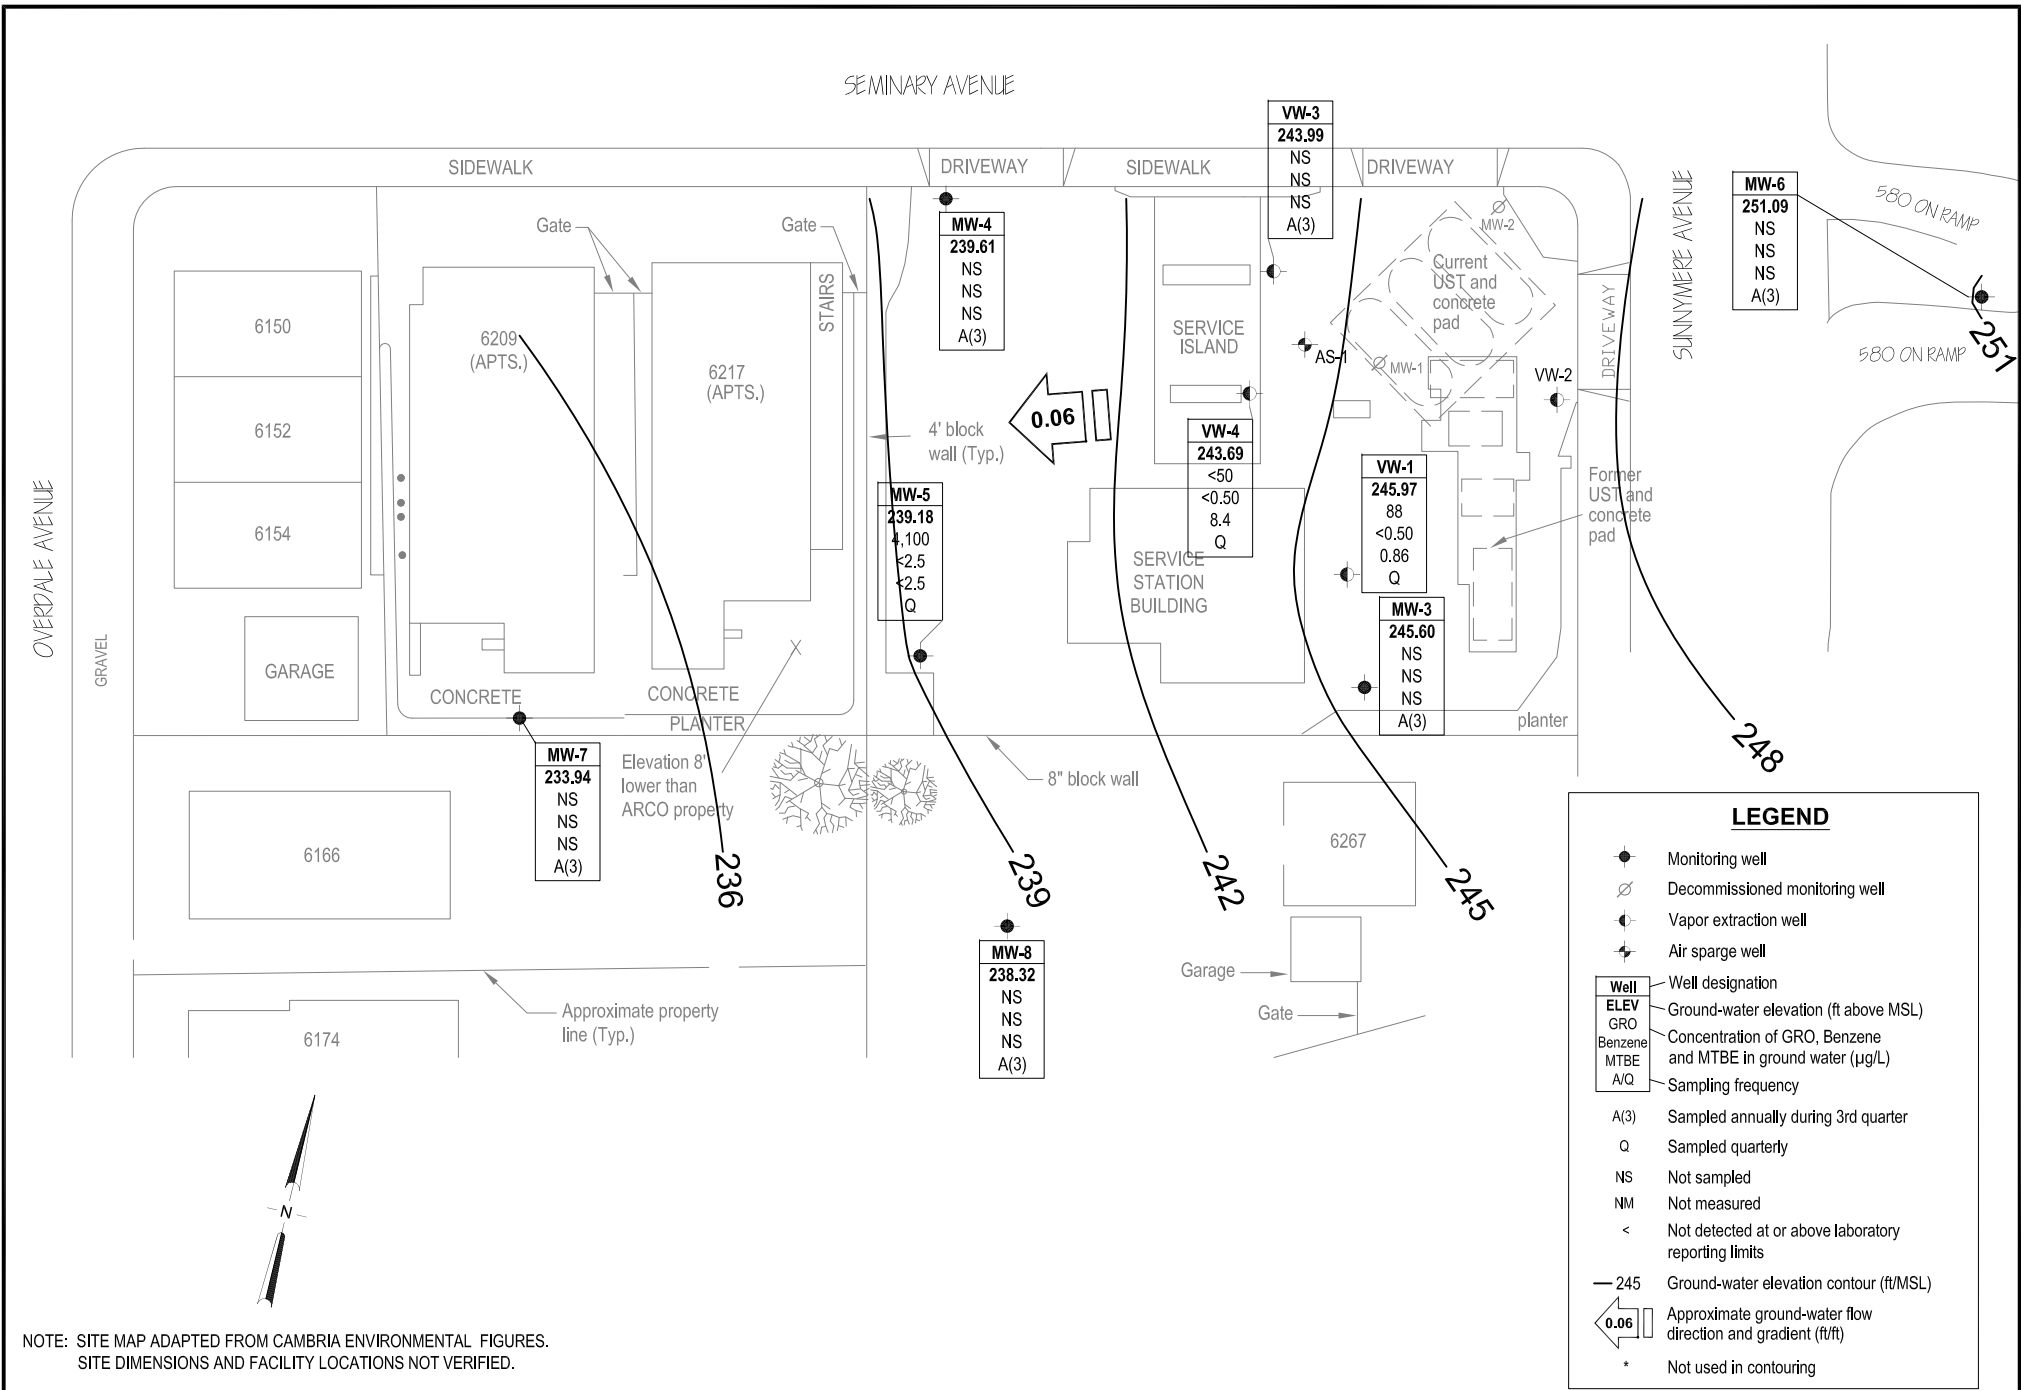 SEMINARY AVENUE
SIDEWALK
DRIVEWAY
SIDEWALK
DRIVEWAY
VW-3
243.99
NS
NS
NS
A(3)
MW-6
251.09
NS
NS
NS
A(3)
580 ON RAMP
580 ON RAMP
251
SUNNYMERE AVENUE
OVERDALE AVENUE
GRAVEL
Gate
Gate
STAIRS
MW-4
239.61
NS
NS
NS
A(3)
MW-2
Current
UST and
concrete
pad
MW-1
DRIVEWAY
6150
6152
6154
GARAGE
6209
(APTS.)
6217
(APTS.)
SERVICE
ISLAND
AS-1
VW-2
0.06
4' block
wall (Typ.)
VW-4
243.69
<50
<0.50
8.4
Q
VW-1
245.97
88
<0.50
0.86
Q
Former
UST and
concrete
pad
MW-5
239.18
4,100
<2.5
<2.5
Q
SERVICE
STATION
BUILDING
MW-3
245.60
NS
NS
NS
A(3)
CONCRETE
CONCRETE
PLANTER
planter
MW-7
233.94
NS
NS
NS
A(3)
Elevation 8'
lower than
ARCO property
8" block wall
236
239
242
245
248
6166
6267
MW-8
238.32
NS
NS
NS
A(3)
Garage
Gate
Approximate property
line (Typ.)
6174
N
LEGEND
Monitoring well
Decommissioned monitoring well
Vapor extraction well
Air sparge well
Well
ELEV
GRO
Benzene
MTBE
A/Q
Well designation
Ground-water elevation (ft above MSL)
Concentration of GRO, Benzene
and MTBE in ground water (µg/L)
Sampling frequency
A(3) Sampled annually during 3rd quarter
Q Sampled quarterly
NS Not sampled
NM Not measured
< Not detected at or above laboratory
reporting limits
245 Ground-water elevation contour (ft/MSL)
0.06 Approximate ground-water flow
direction and gradient (ft/ft)
* Not used in contouring
NOTE: SITE MAP ADAPTED FROM CAMBRIA ENVIRONMENTAL FIGURES.
SITE DIMENSIONS AND FACILITY LOCATIONS NOT VERIFIED.